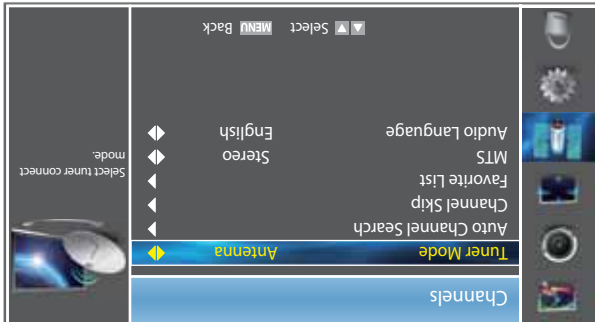 Channels
Tuner Mode Antenna
Auto Channel Search
Channel Skip
Favorite List
MTS Stereo
Audio Language English
Select MENU Back
Select tuner connect
mode.